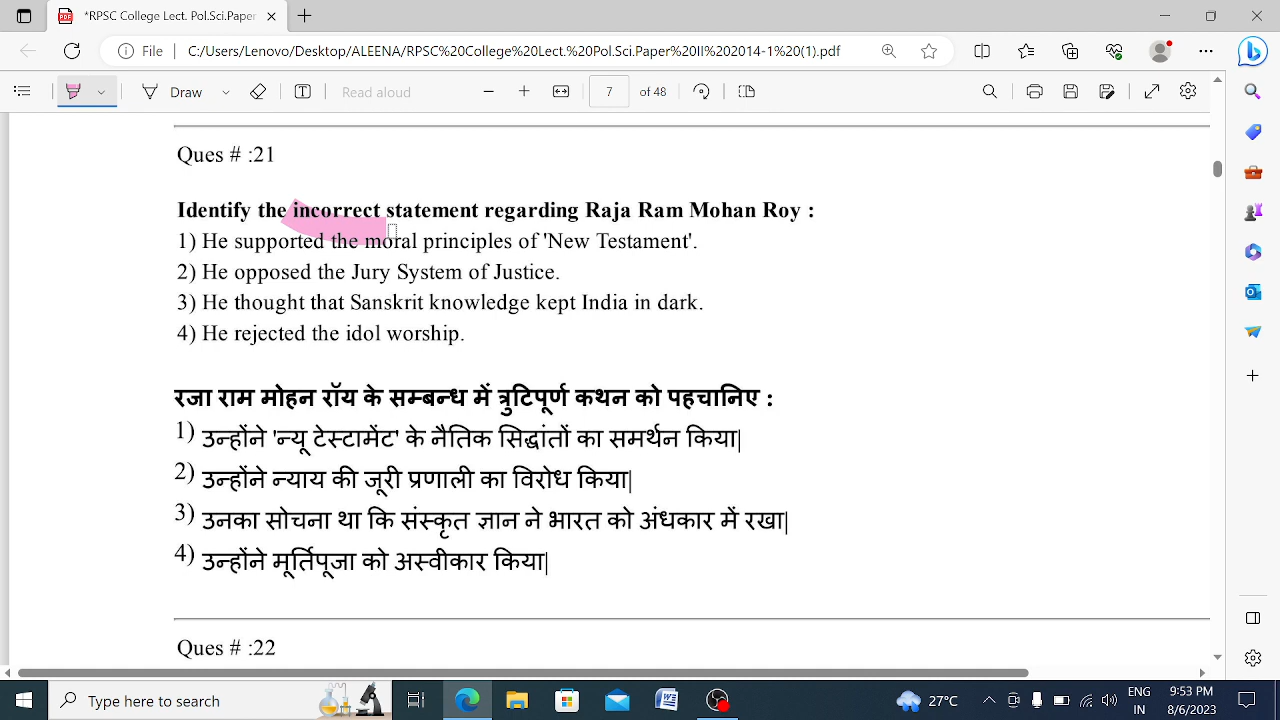 *RPSC College Lect. Pol.Sci.Paper
File
C:/Users/Lenovo/Desktop/ALEENA/RPSC%20College%20Lect.%20Pol.Sci.Paper%20II%202014-1%20(1).pdf
Draw
Read aloud
7 of 48
Ques # :21
Identify the incorrect statement regarding Raja Ram Mohan Roy :
1) He supported the moral principles of 'New Testament'.
2) He opposed the Jury System of Justice.
3) He thought that Sanskrit knowledge kept India in dark.
4) He rejected the idol worship.
रजा राम मोहन रॉय के सम्बन्ध में त्रुटिपूर्ण कथन को पहचानिए :
1) उन्होंने 'न्यू टेस्टामेंट' के नैतिक सिद्धांतों का समर्थन किया|
2) उन्होंने न्याय की जूरी प्रणाली का विरोध किया|
3) उनका सोचना था कि संस्कृत ज्ञान ने भारत को अंधकार में रखा|
4) उन्होंने मूर्तिपूजा को अस्वीकार किया|
Ques # :22
Type here to search
27°C
ENG
IN
9:53 PM
8/6/2023